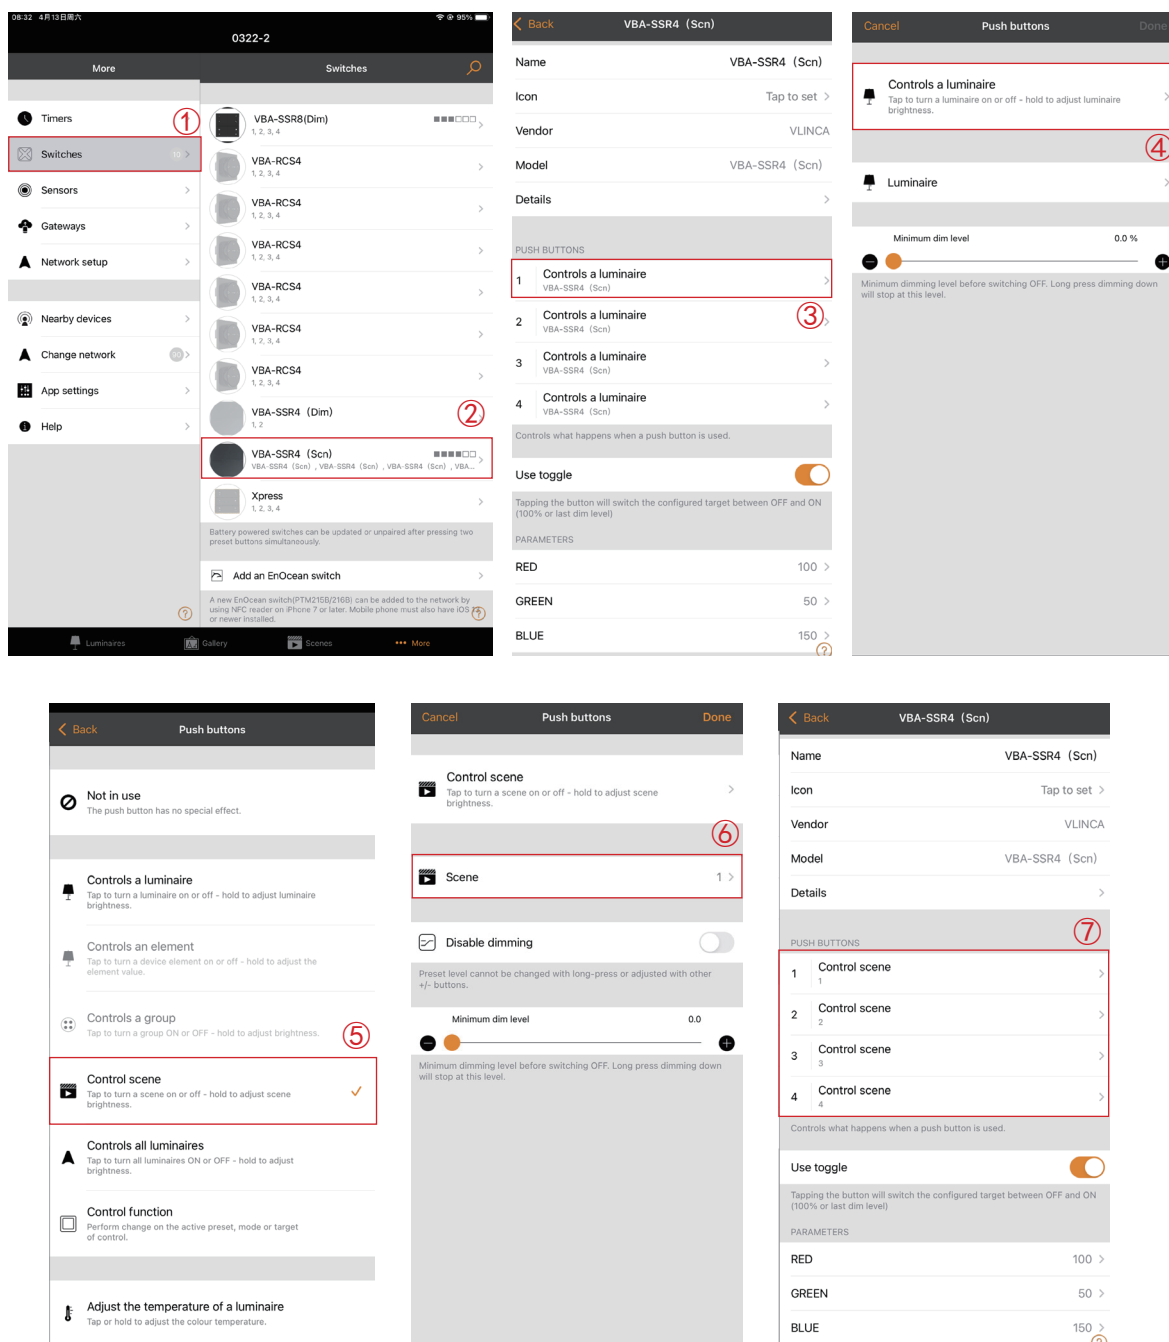 08:32 4月13日周六
95%
0322-2
More
Timers
①
Switches
10
Sensors
Gateways
Network setup
Nearby devices
Change network
App settings
Help
?
Switches
VBA-SSR8(Dim)
1, 2, 3, 4
VBA-RCS4
1, 2, 3, 4
VBA-RCS4
1, 2, 3, 4
VBA-RCS4
1, 2, 3, 4
VBA-RCS4
1, 2, 3, 4
VBA-RCS4
1, 2, 3, 4
VBA-RCS4
1, 2, 3, 4
VBA-SSR4（Dim）
1, 2
②
VBA-SSR4（Scn）
VBA-SSR4（Scn）, VBA-SSR4（Scn）, VBA-SSR4（Scn）, VBA...
Xpress
1, 2, 3, 4
Battery powered switches can be updated or unpaired after pressing two
preset buttons simultaneously.
Add an EnOcean switch
A new EnOcean switch(PTM215B/216B) can be added to the network by
using NFC reader on iPhone 7 or later. Mobile phone must also have iOS
or newer installed.
?
Luminaires
Gallery
Scenes
More
Back
VBA-SSR4（Scn）
Name VBA-SSR4（Scn）
Icon Tap to set
Vendor VLINCA
Model VBA-SSR4（Scn）
Details
PUSH BUTTONS
1 Controls a luminaire
VBA-SSR4（Scn）
③
2 Controls a luminaire
VBA-SSR4（Scn）
3 Controls a luminaire
VBA-SSR4（Scn）
4 Controls a luminaire
VBA-SSR4（Scn）
Controls what happens when a push button is used.
Use toggle
Tapping the button will switch the configured target between OFF and ON
(100% or last dim level)
PARAMETERS
RED 100
GREEN 50
BLUE 150
?
Cancel Push buttons Done
Controls a luminaire
Tap to turn a luminaire on or off - hold to adjust luminaire
brightness.
④
Luminaire
Minimum dim level 0.0 %
Minimum dimming level before switching OFF. Long press dimming down
will stop at this level.
Back Push buttons
Not in use
The push button has no special effect.
Controls a luminaire
Tap to turn a luminaire on or off - hold to adjust luminaire
brightness.
Controls an element
Tap to turn a device element on or off - hold to adjust the
element value.
Controls a group
Tap to turn a group ON or OFF - hold to adjust brightness.
⑤
Control scene
Tap to turn a scene on or off - hold to adjust scene
brightness.
Controls all luminaires
Tap to turn all luminaires ON or OFF - hold to adjust
brightness.
Control function
Perform change on the active preset, mode or target
of control.
Adjust the temperature of a luminaire
Tap or hold to adjust the colour temperature.
Cancel Push buttons Done
Control scene
Tap to turn a scene on or off - hold to adjust scene
brightness.
⑥
Scene 1
Disable dimming
Preset level cannot be changed with long-press or adjusted with other
+/- buttons.
Minimum dim level 0.0
Minimum dimming level before switching OFF. Long press dimming down
will stop at this level.
Back VBA-SSR4（Scn）
Name VBA-SSR4（Scn）
Icon Tap to set
Vendor VLINCA
Model VBA-SSR4（Scn）
Details
⑦
PUSH BUTTONS
1 Control scene
1
2 Control scene
2
3 Control scene
3
4 Control scene
4
Controls what happens when a push button is used.
Use toggle
Tapping the button will switch the configured target between OFF and ON
(100% or last dim level)
PARAMETERS
RED 100
GREEN 50
BLUE 150
?